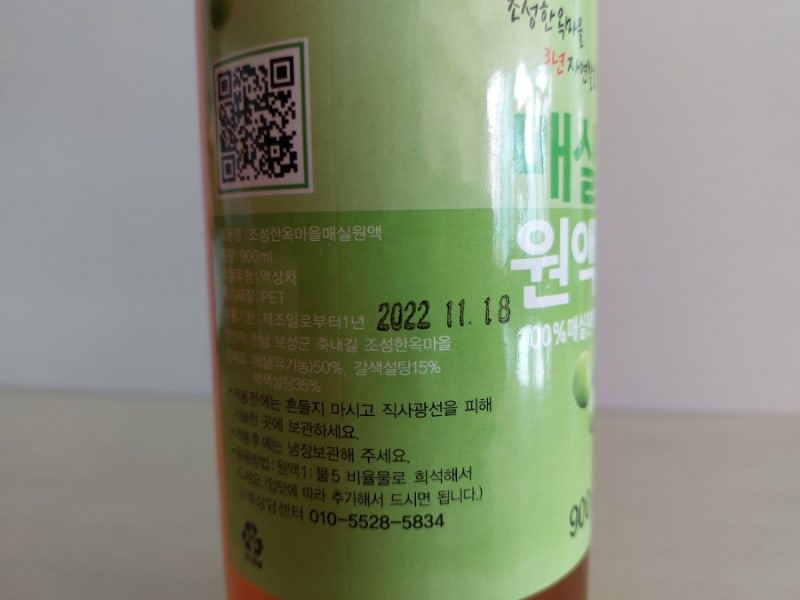 조성한옥마을
3년 자연
매실
원액
100%매실
품명:조성한옥마을매실원액
용량:900ml
식품유형:액상차
용기재질:PET
유통기한:제조일로부터1년 2022 11.18
전남 보성군 축내길 조성한옥마을
매실(유기농)50%, 갈색설탕15%
백색설탕35%
•개봉전에는 흔들지 마시고 직사광선을 피해
서늘한 곳에 보관하세요.
•개봉후에는 냉장보관해 주세요.
•음용방법:원액1:물5 비율물로 희석해서
드세요.(입맛에 따라 추가해서 드시면 됩니다.)
고객상담센터 010-5528-5834
900